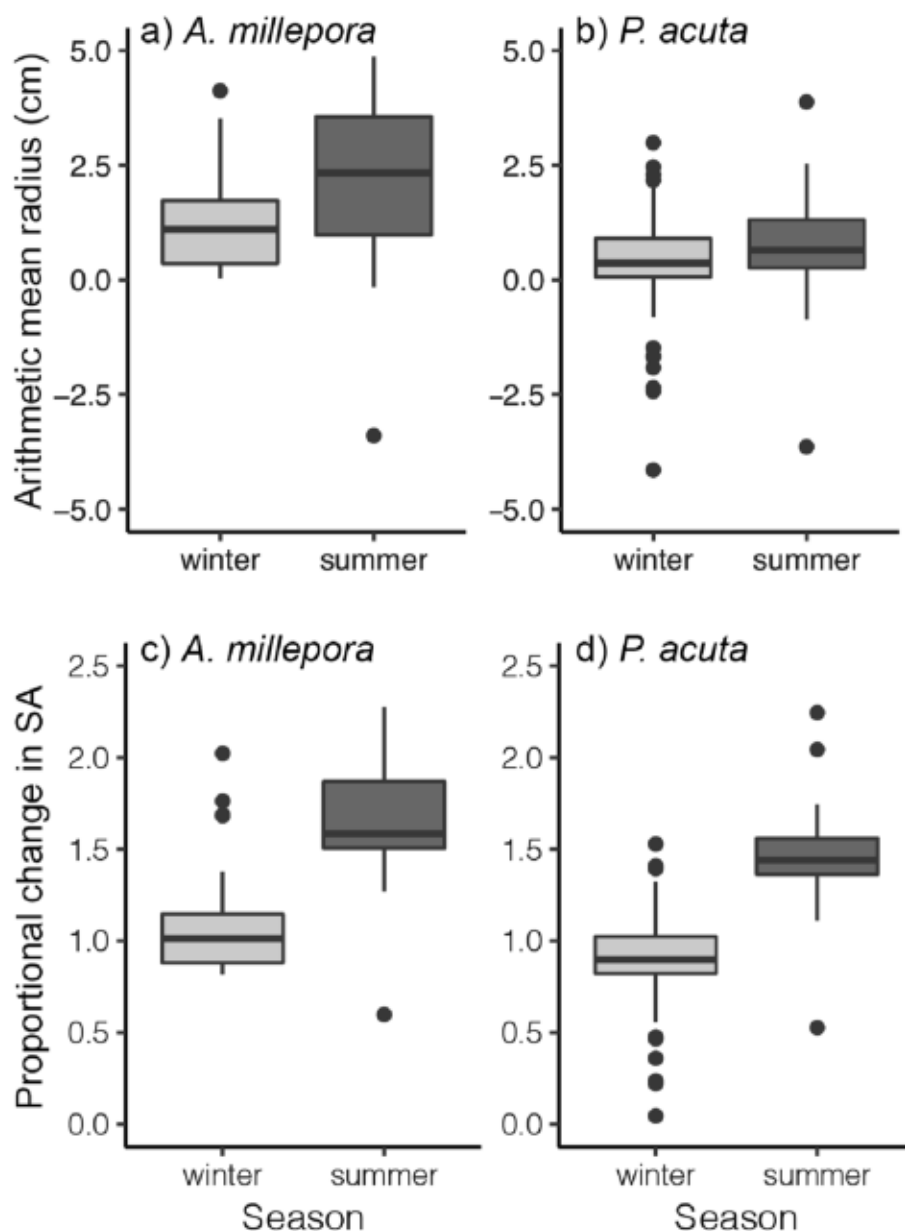 a) A. millepora
b) P. acuta
Arithmetic mean radius (cm)
5.0
2.5
0.0
−2.5
−5.0
winter
summer
5.0
2.5
0.0
−2.5
−5.0
winter
summer
c) A. millepora
d) P. acuta
Proportional change in SA
2.5
2.0
1.5
1.0
0.5
0.0
winter
summer
Season
2.5
2.0
1.5
1.0
0.5
0.0
winter
summer
Season